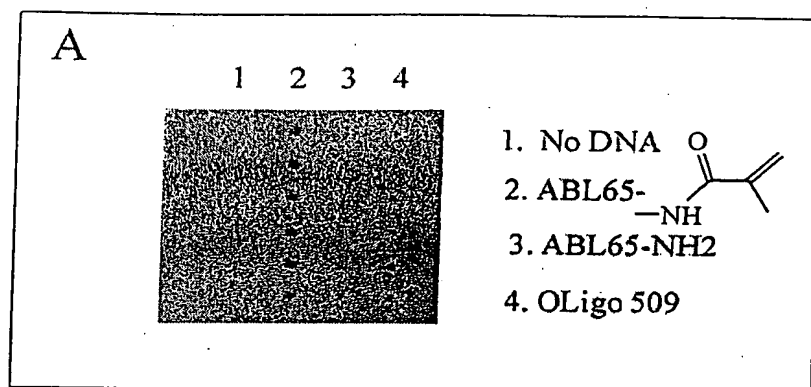 A
1 2 3 4
1. No DNA
O
2. ABL65-
—NH
3. ABL65-NH2
4. OLigo 509